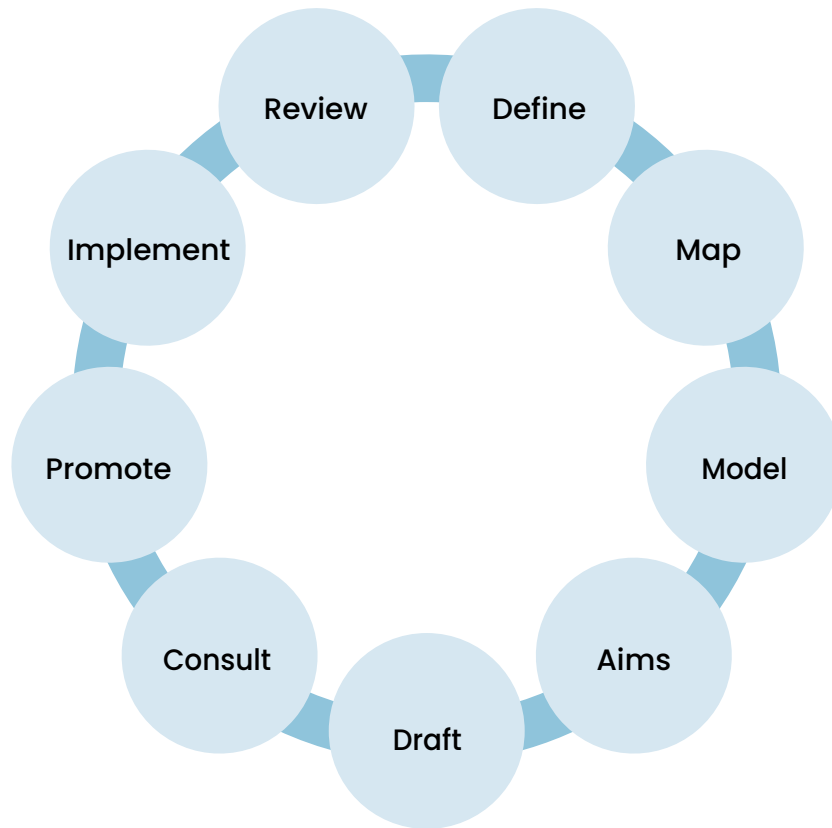 Define
Map
Model
Aims
Draft
Consult
Promote
Implement
Review